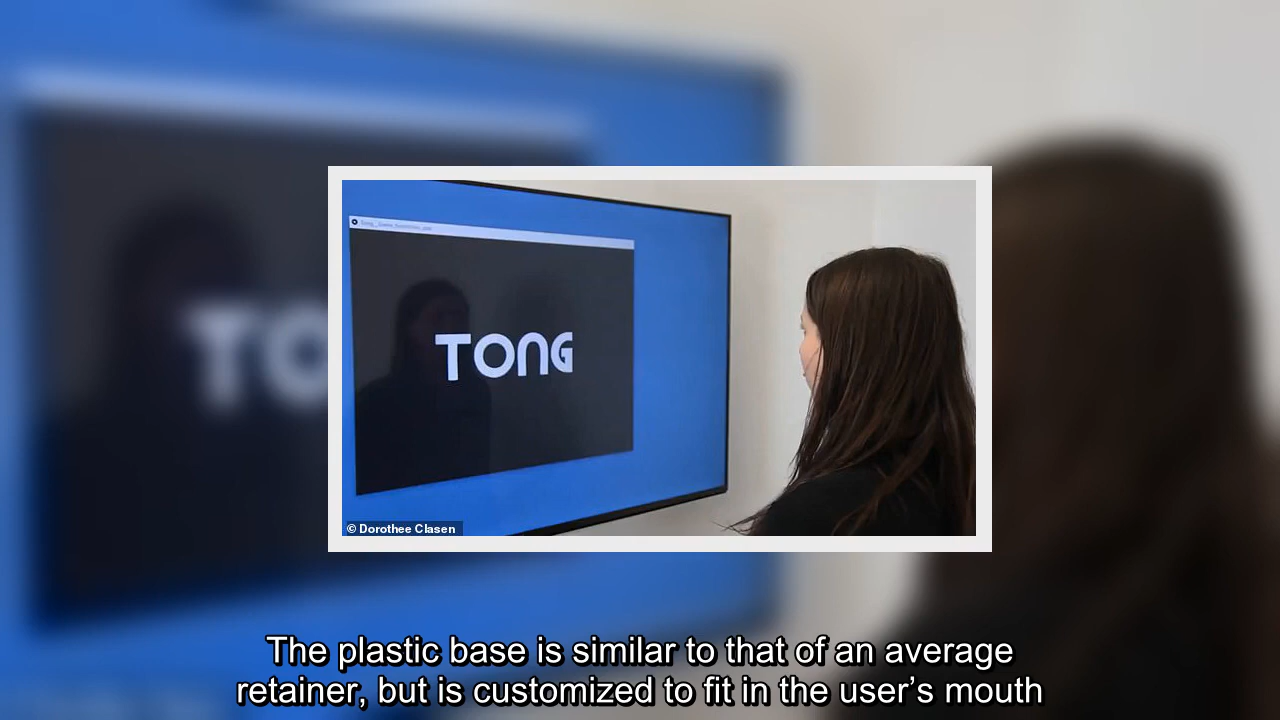 TONG
© Dorothee Clasen
The plastic base is similar to that of an average
retainer, but is customized to fit in the user’s mouth